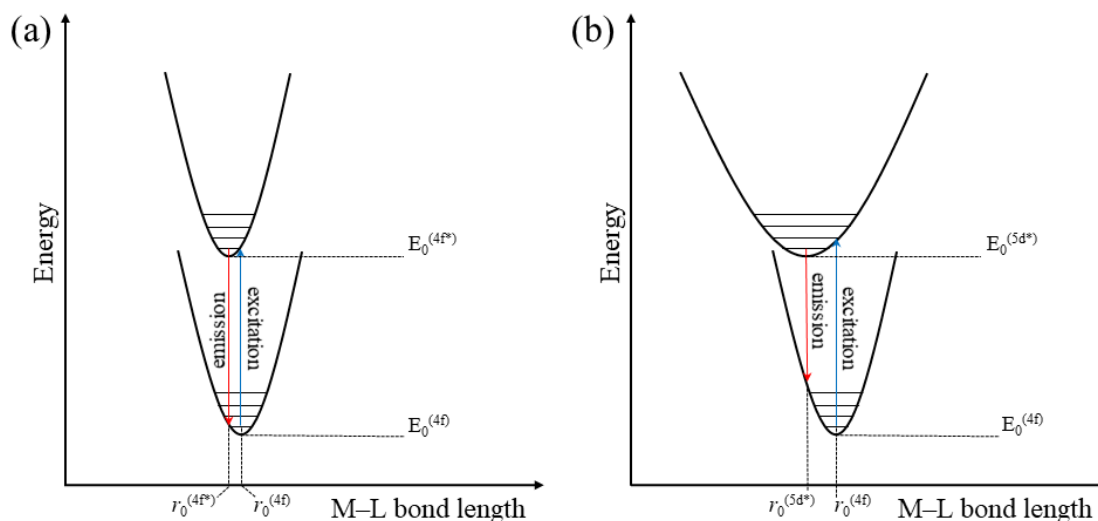 (a)
Energy
emission
excitation
E₀⁽⁴ᶠ*⁾
E₀⁽⁴ᶠ⁾
r₀⁽⁴ᶠ*⁾ r₀⁽⁴ᶠ⁾
M–L bond length
(b)
Energy
emission
excitation
E₀⁽⁵ᵈ*⁾
E₀⁽⁴ᶠ⁾
r₀⁽⁵ᵈ*⁾ r₀⁽⁴ᶠ⁾
M–L bond length